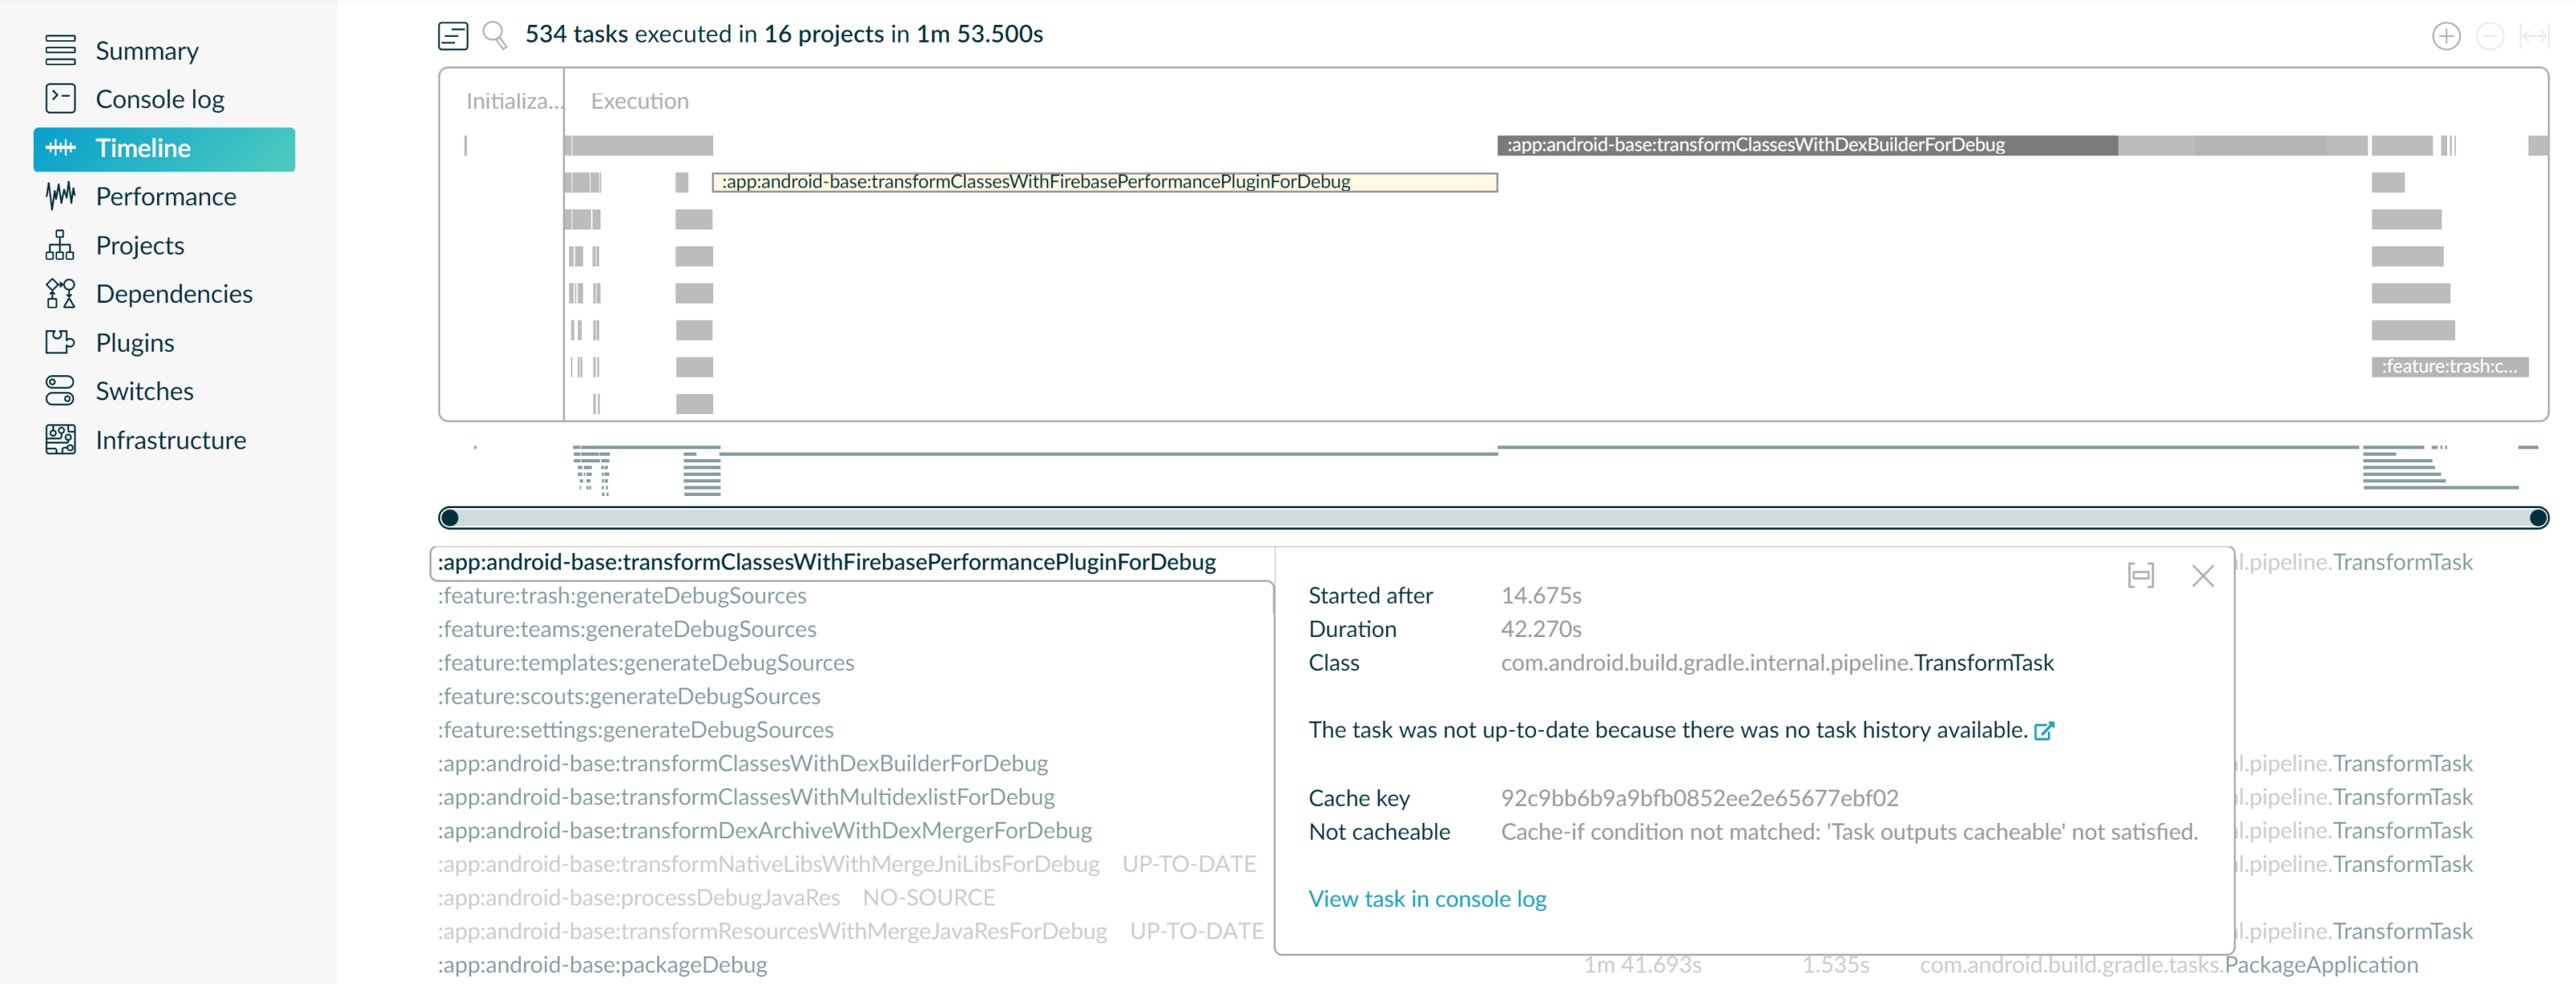 Summary
Console log
Timeline
Performance
Projects
Dependencies
Plugins
Switches
Infrastructure
534 tasks executed in 16 projects in 1m 53.500s
Initializa... Execution
:app:android-base:transformClassesWithDexBuilderForDebug
:app:android-base:transformClassesWithFirebasePerformancePluginForDebug
:feature:trash:c...
:app:android-base:transformClassesWithFirebasePerformancePluginForDebug
:feature:trash:generateDebugSources
:feature:teams:generateDebugSources
:feature:templates:generateDebugSources
:feature:scouts:generateDebugSources
:feature:settings:generateDebugSources
:app:android-base:transformClassesWithDexBuilderForDebug
:app:android-base:transformClassesWithMultidexlistForDebug
:app:android-base:transformDexArchiveWithDexMergerForDebug
:app:android-base:transformNativeLibsWithMergeJniLibsForDebug UP-TO-DATE
:app:android-base:processDebugJavaRes NO-SOURCE
:app:android-base:transformResourcesWithMergeJavaResForDebug UP-TO-DATE
:app:android-base:packageDebug 1m 41.693s 1.535s com.android.build.gradle.tasks.PackageApplication
Started after 14.675s
Duration 42.270s
Class com.android.build.gradle.internal.pipeline.TransformTask
The task was not up-to-date because there was no task history available.
Cache key 92c9bb6b9a9bfb0852ee2e65677ebf02
Not cacheable Cache-if condition not matched: 'Task outputs cacheable' not satisfied.
View task in console log
l.pipeline.TransformTask
l.pipeline.TransformTask
l.pipeline.TransformTask
l.pipeline.TransformTask
l.pipeline.TransformTask
l.pipeline.TransformTask